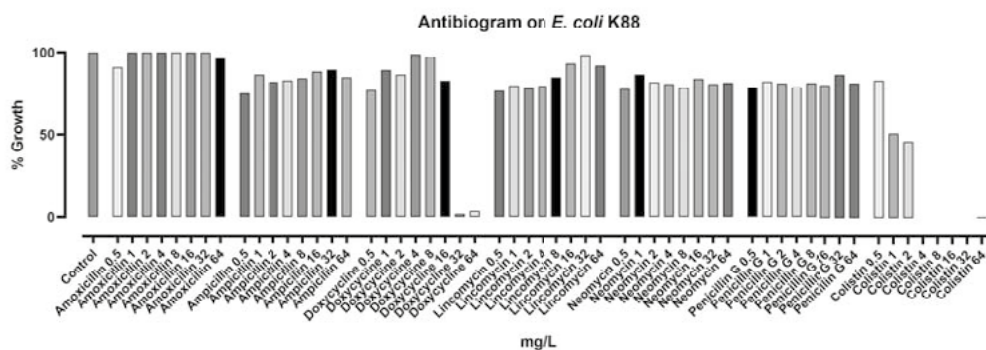 Antibiogram on E. coli K88
% Growth
100
50
0
Control
Amoxicillin 0.5
Amoxicillin 1
Amoxicillin 2
Amoxicillin 4
Amoxicillin 8
Amoxicillin 16
Amoxicillin 32
Amoxicillin 64
Ampicillin 0.5
Ampicillin 1
Ampicillin 2
Ampicillin 4
Ampicillin 8
Ampicillin 16
Ampicillin 32
Ampicillin 64
Doxycycline 0.5
Doxycycline 1
Doxycycline 2
Doxycycline 4
Doxycycline 8
Doxycycline 16
Doxycycline 32
Doxycycline 64
Lincomycin 0.5
Lincomycin 1
Lincomycin 2
Lincomycin 4
Lincomycin 8
Lincomycin 16
Lincomycin 32
Lincomycin 64
Neomycin 0.5
Neomycin 1
Neomycin 2
Neomycin 4
Neomycin 8
Neomycin 16
Neomycin 32
Neomycin 64
Penicillin G 0.5
Penicillin G 1
Penicillin G 2
Penicillin G 4
Penicillin G 8
Penicillin G 16
Penicillin G 32
Penicillin G 64
Colistin 0.5
Colistin 1
Colistin 2
Colistin 4
Colistin 8
Colistin 16
Colistin 32
Colistin 64
mg/L